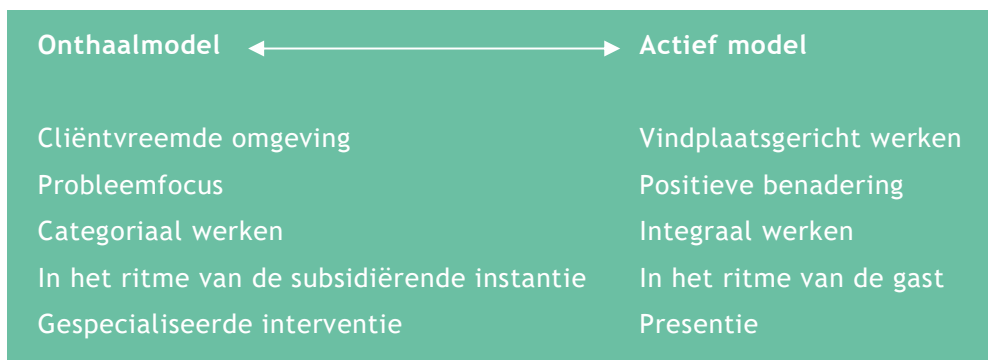 Onthaalmodel Actief model
Cliëntvreemde omgeving Vindplaatsgericht werken
Probleemfocus Positieve benadering
Categoriaal werken Integraal werken
In het ritme van de subsidiërende instantie In het ritme van de gast
Gespecialiseerde interventie Presentie